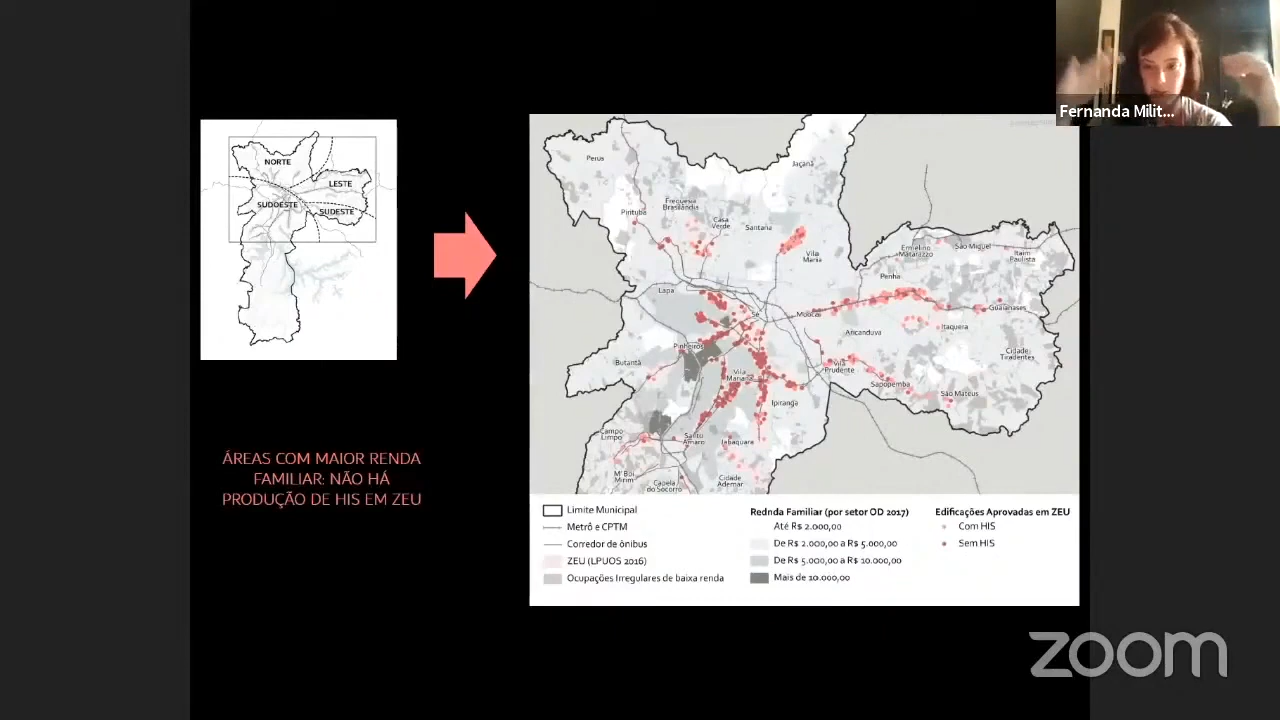 Fernanda Milit...
NORTE
LESTE
SUDOESTE
SUDESTE
ÁREAS COM MAIOR RENDA
FAMILIAR: NÃO HÁ
PRODUÇÃO DE HIS EM ZEU
Perus
Jaçanã
Pirituba
Freguesia
Brasilândia
Casa
Verde
Santana
Vila
Maria
Ermelino
Matarazzo
São Miguel
Itaim
Paulista
Penha
Lapa
Sé
Mooca
Guaianases
Aricanduva
Itaquera
Cidade
Tiradentes
Pinheiros
Butantã
Vila
Mariana
Vila
Prudente
Sapopemba
São Mateus
Ipiranga
Campo
Limpo
Santo
Amaro
Jabaquara
M' Boi
Mirim
Capela
do Socorro
Cidade
Ademar
Limite Municipal
Metrô e CPTM
Corredor de ônibus
ZEU (LPUOS 2016)
Ocupações Irregulares de baixa renda
Rednda Familiar (por setor OD 2017)
Até R$ 2.000,00
De R$ 2.000,00 a R$ 5.000,00
De R$ 5.000,00 a R$ 10.000,00
Mais de 10.000,00
Edificações Aprovadas em ZEU
Com HIS
Sem HIS
zoom